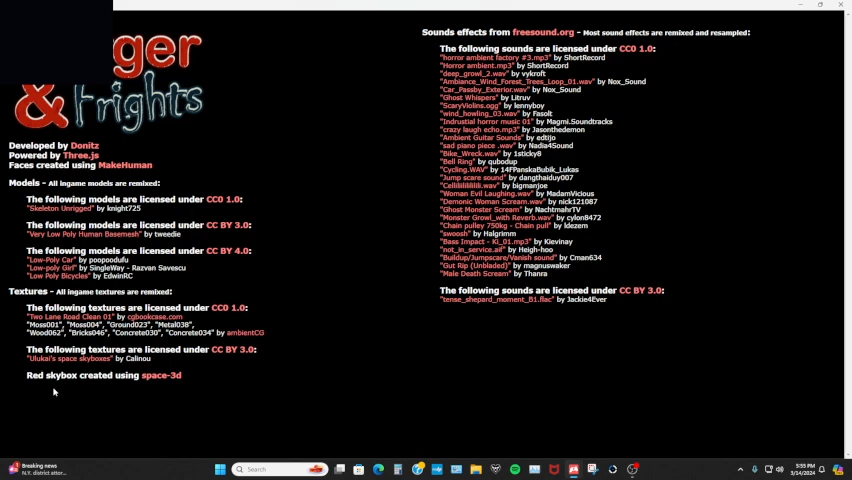 ger
& Frights
Developed by Donitz
Powered by Three.js
Faces created using MakeHuman
Models - All ingame models are remixed:
The following models are licensed under CC0 1.0:
"Skeleton Unrigged" by knight725
The following models are licensed under CC BY 3.0:
"Very Low Poly Human Basemesh" by tweedie
The following models are licensed under CC BY 4.0:
"Low-Poly Car" by poopoodufu
"Low-poly Girl" by SingleWay - Razvan Savescu
"Low Poly Bicycles" by EdwinRC
Textures - All ingame textures are remixed:
The following textures are licensed under CC0 1.0:
"Two Lane Road Clean 01" by cgbookcase.com
"Moss001", "Moss004", "Ground023", "Metal038",
"Wood062", "Bricks046", "Concrete030", "Concrete034" by ambientCG
The following textures are licensed under CC BY 3.0:
"Ulukai's space skyboxes" by Calinou
Red skybox created using space-3d
Sounds effects from freesound.org - Most sound effects are remixed and resampled:
The following sounds are licensed under CC0 1.0:
"horror ambient factory #3.mp3" by ShortRecord
"Horror ambient.mp3" by ShortRecord
"deep_growl_2.wav" by vykroft
"Ambiance_Wind_Forest_Trees_Loop_01.wav" by Nox_Sound
"Car_Passby_Exterior.wav" by Nox_Sound
"Ghost Whispers" by Litruv
"ScaryViolins.ogg" by lennyboy
"wind_howling_03.wav" by Fasolt
"Indrustial horror music 01" by Magmi.Soundtracks
"crazy laugh echo.mp3" by Jasonthedemon
"Ambient Guitar Sounds" by edtijo
"sad piano piece .wav" by Nadia4Sound
"Bike_Wreck.wav" by 1sticky8
"Bell Ring" by qubodup
"Cycling.WAV" by 14FPanskaBubik_Lukas
"Jump scare sound" by dangthaiduy007
by bigmanjoe
"Woman Evil Laughing.wav" by MadamVicious
"Demonic Woman Scream.wav" by nick121087
"Ghost Monster Scream" by NachtmahrTV
"Monster Growl_with Reverb.wav" by cylon8472
"Chain pulley 750kg - Chain pull" by ldezem
"swoosh" by Halgrimm
"Bass Impact - Ki_01.mp3" by Kievinay
"not_in_service.aif" by Heigh-hoo
"Buildup/Jumpscare/Vanish sound" by Cman634
"Gut Rip (Unbladed)" by magnuswaker
"Male Death Scream" by Thanra
The following sounds are licensed under CC BY 3.0:
"tense_shepard_moment_B1.flac" by Jackie4Ever
Breaking news
N.Y. district attor...
Search
5:55 PM
3/14/2024